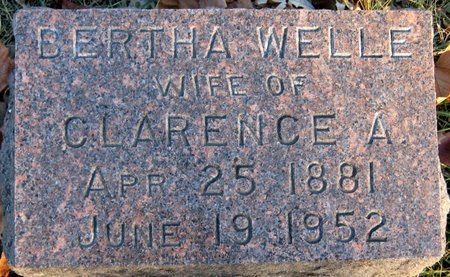 BERTHA WELLE
WIFE OF
CLARENCE A.
APR 25 1881
JUNE 19 1952